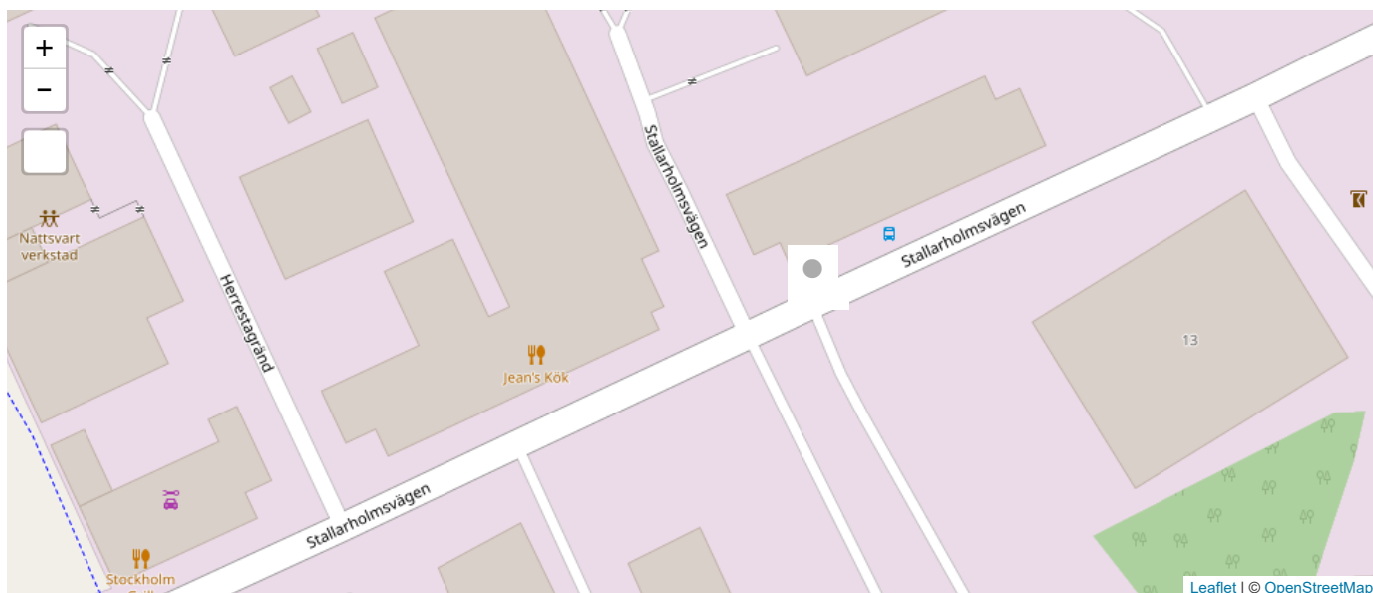 +
−
Stallarholmsvägen
Stallarholmsvägen
Nattsvart
verkstad
Herrestagränd
13
Jean's Kök
Stallarholmsvägen
Stockholm
Leaflet | © OpenStreetMap